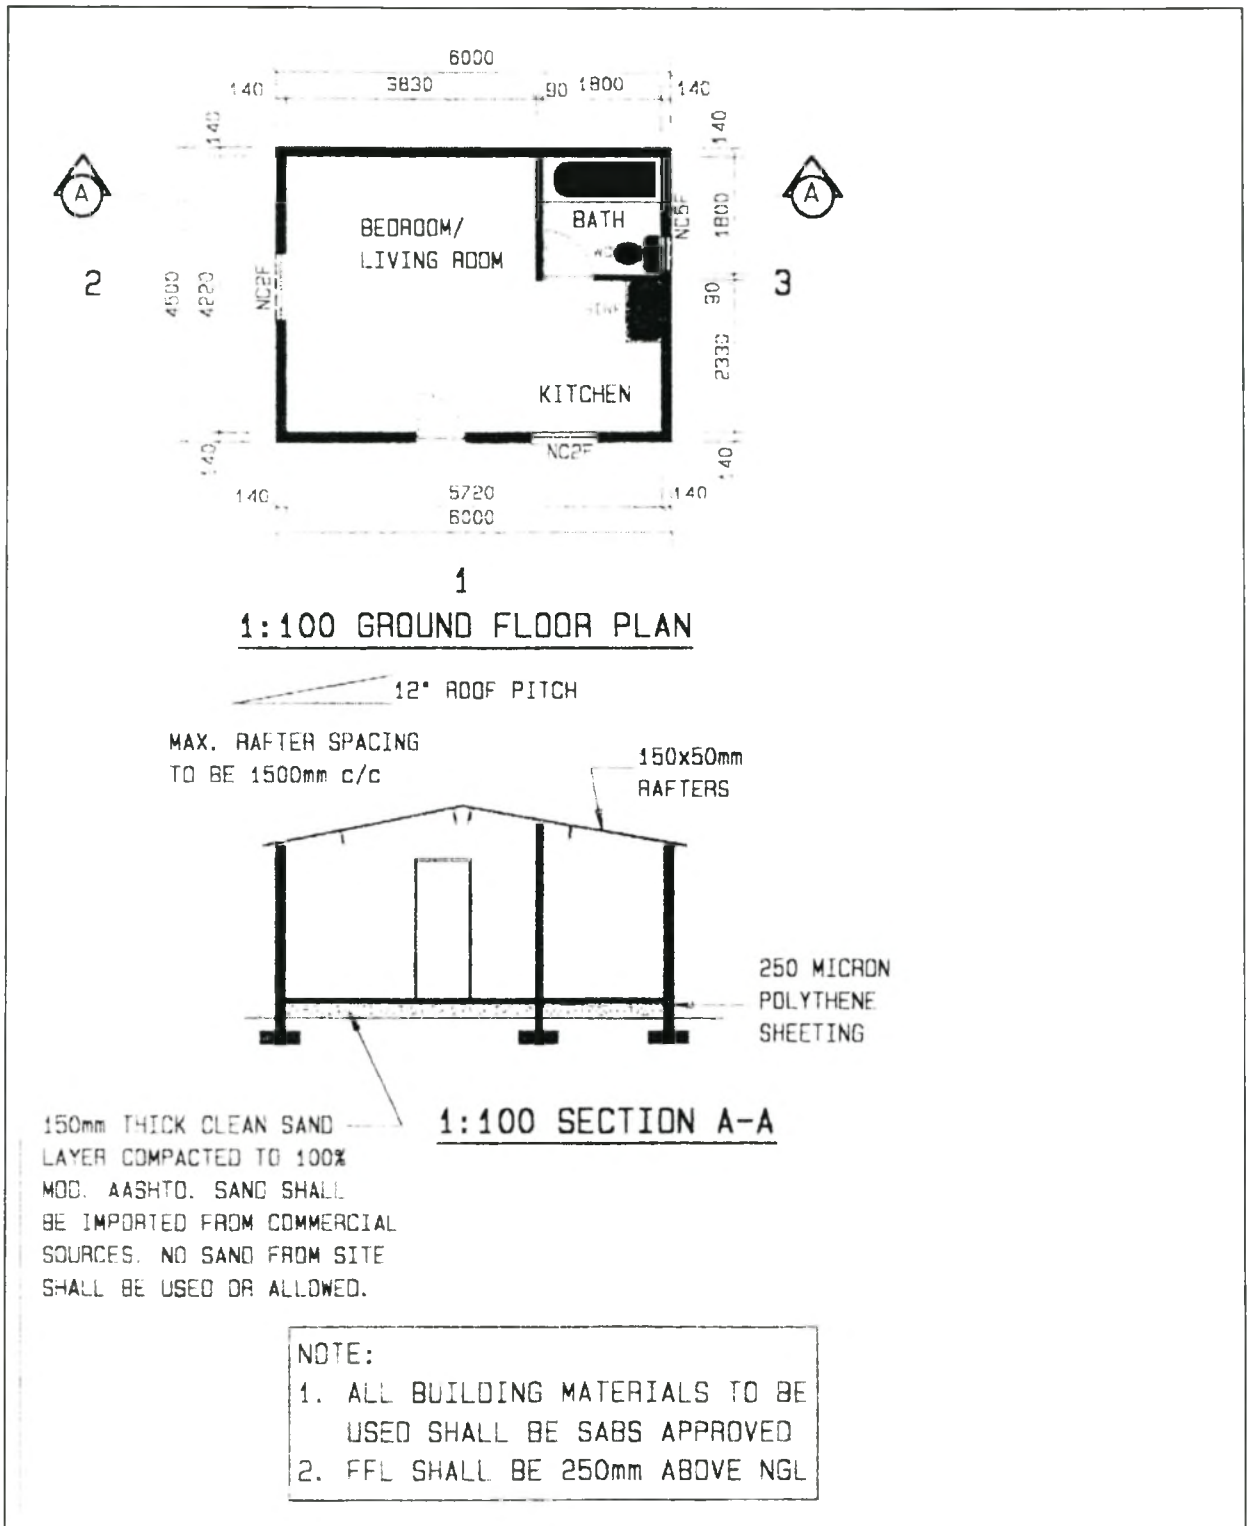 6000
140 3830 90 1800 140
140
140
A
A
BEDROOM/
LIVING ROOM
BATH
WC
NC5F
1800
2
4500
4220
NC2F
SINK
90
3
2330
KITCHEN
NC2F
140
140
140 5720 140
6000
1
1:100 GROUND FLOOR PLAN
12° ROOF PITCH
MAX. RAFTER SPACING
TO BE 1500mm c/c
150x50mm
RAFTERS
250 MICRON
POLYTHENE
SHEETING
1:100 SECTION A-A
150mm THICK CLEAN SAND
LAYER COMPACTED TO 100%
MOD. AASHTO. SAND SHALL
BE IMPORTED FROM COMMERCIAL
SOURCES. NO SAND FROM SITE
SHALL BE USED OR ALLOWED.
NOTE:
1. ALL BUILDING MATERIALS TO BE
USED SHALL BE SABS APPROVED
2. FFL SHALL BE 250mm ABOVE NGL